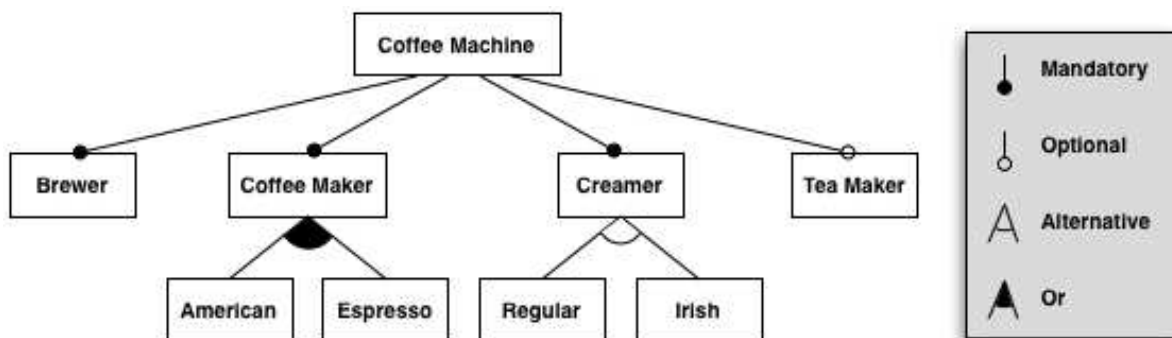 Coffee Machine
Brewer
Coffee Maker
Creamer
Tea Maker
American
Espresso
Regular
Irish
Mandatory
Optional
Alternative
Or